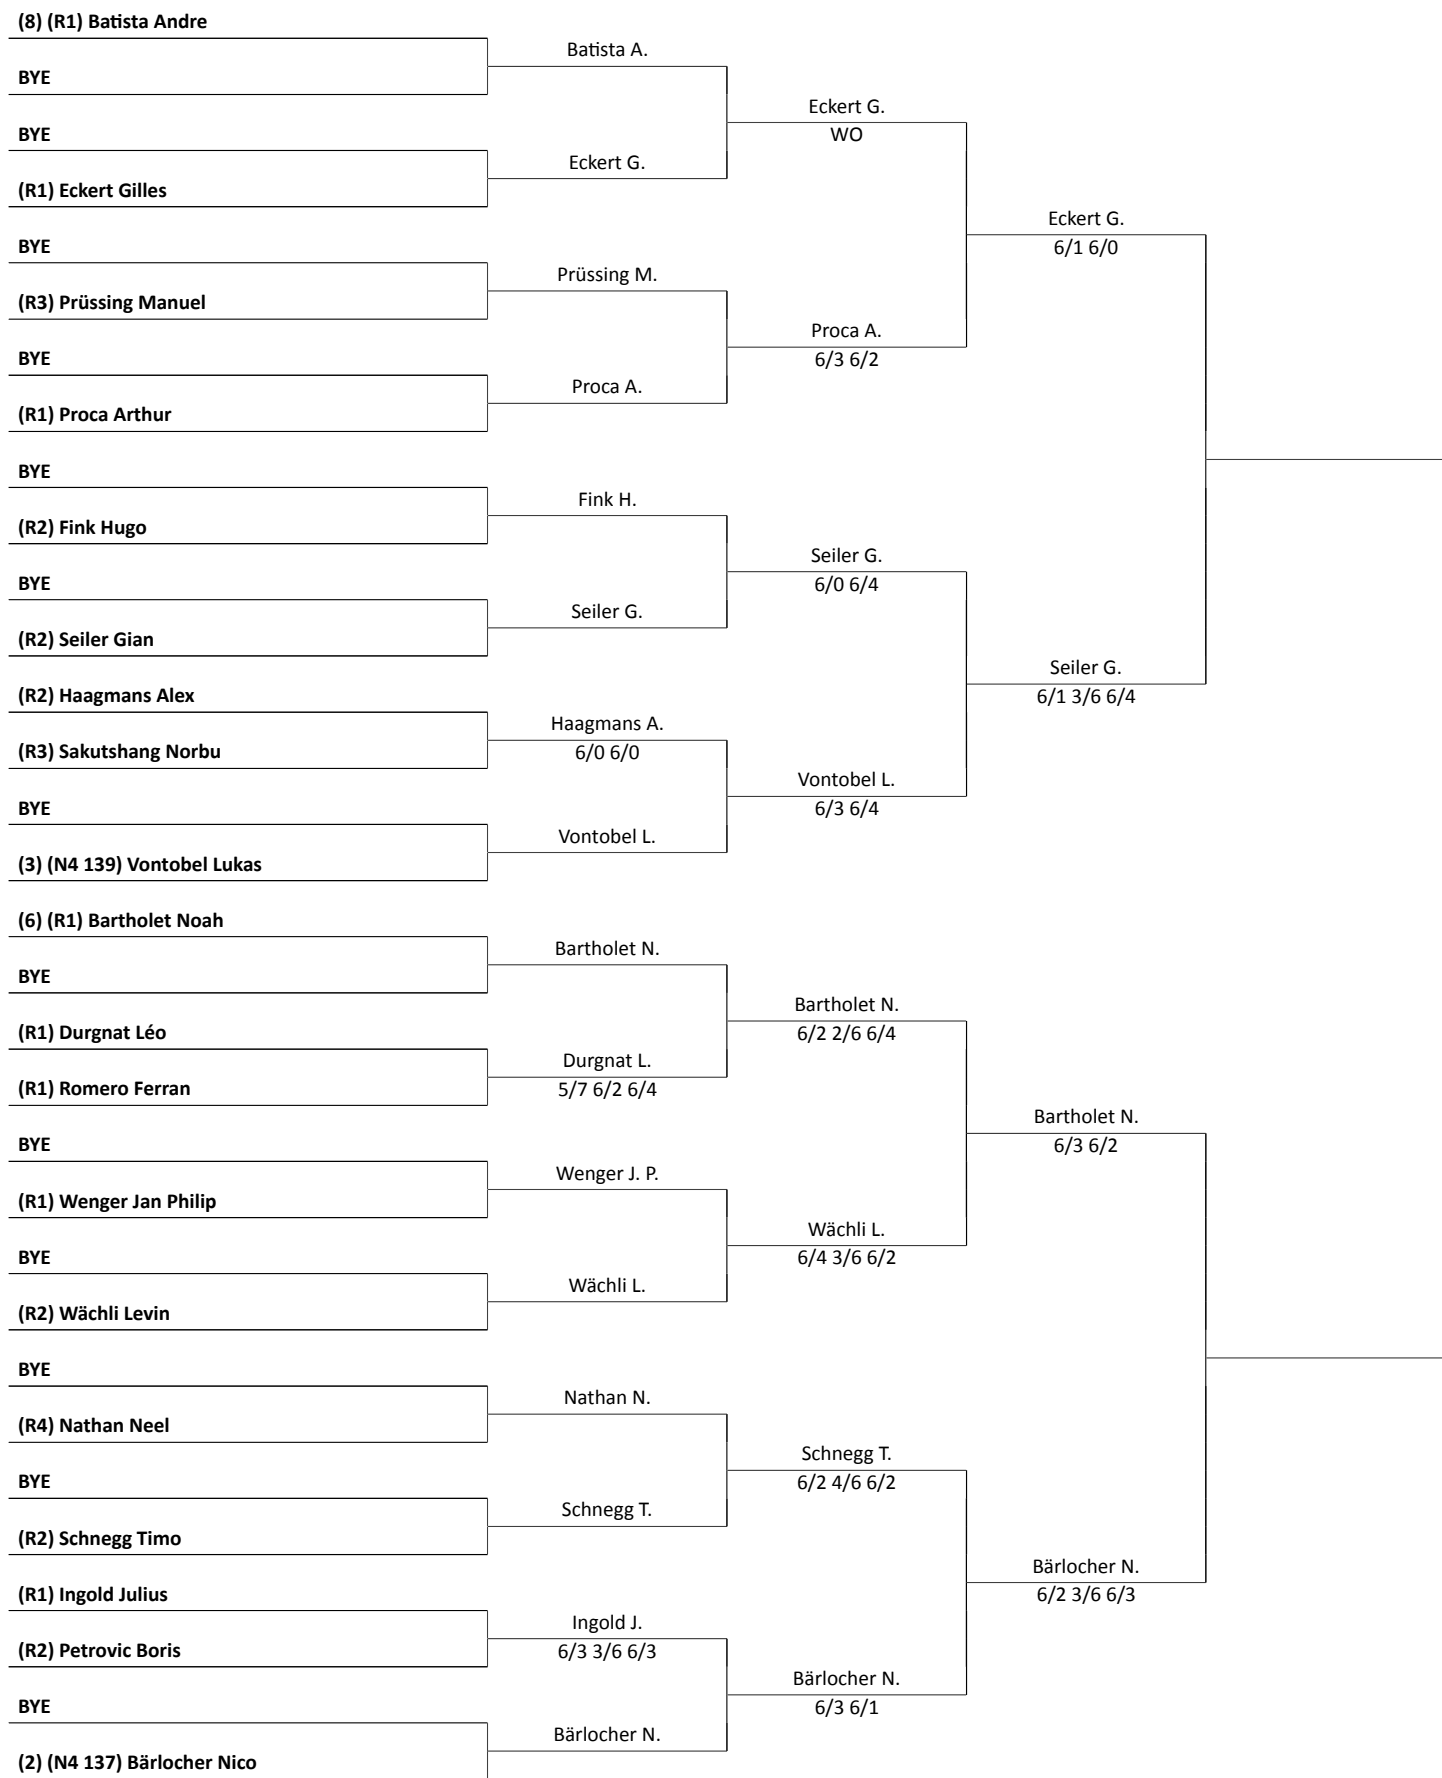 (8) (R1) Batista Andre
Batista A.
BYE
Eckert G.
WO
BYE
Eckert G.
(R1) Eckert Gilles
Eckert G.
6/1 6/0
BYE
Prüssing M.
(R3) Prüssing Manuel
Proca A.
6/3 6/2
BYE
Proca A.
(R1) Proca Arthur
BYE
Fink H.
(R2) Fink Hugo
Seiler G.
6/0 6/4
BYE
Seiler G.
(R2) Seiler Gian
Seiler G.
6/1 3/6 6/4
(R2) Haagmans Alex
Haagmans A.
6/0 6/0
(R3) Sakutshang Norbu
Vontobel L.
6/3 6/4
BYE
Vontobel L.
(3) (N4 139) Vontobel Lukas
(6) (R1) Bartholet Noah
Bartholet N.
BYE
Bartholet N.
6/2 2/6 6/4
(R1) Durgnat Léo
Durgnat L.
5/7 6/2 6/4
(R1) Romero Ferran
Bartholet N.
6/3 6/2
BYE
Wenger J. P.
(R1) Wenger Jan Philip
Wächli L.
6/4 3/6 6/2
BYE
Wächli L.
(R2) Wächli Levin
BYE
Nathan N.
(R4) Nathan Neel
Schnegg T.
6/2 4/6 6/2
BYE
Schnegg T.
(R2) Schnegg Timo
Bärlocher N.
6/2 3/6 6/3
(R1) Ingold Julius
Ingold J.
6/3 3/6 6/3
(R2) Petrovic Boris
Bärlocher N.
6/3 6/1
BYE
Bärlocher N.
(2) (N4 137) Bärlocher Nico